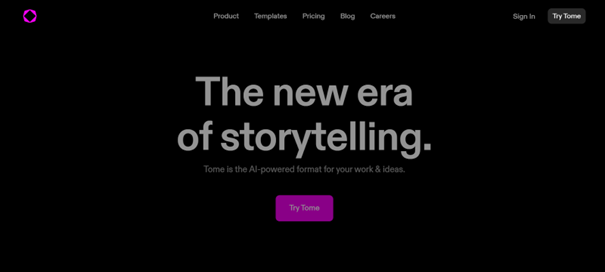 Product Templates Pricing Blog Careers Sign In Try Tome
The new era
of storytelling.
Tome is the AI-powered format for your work & ideas.
Try Tome